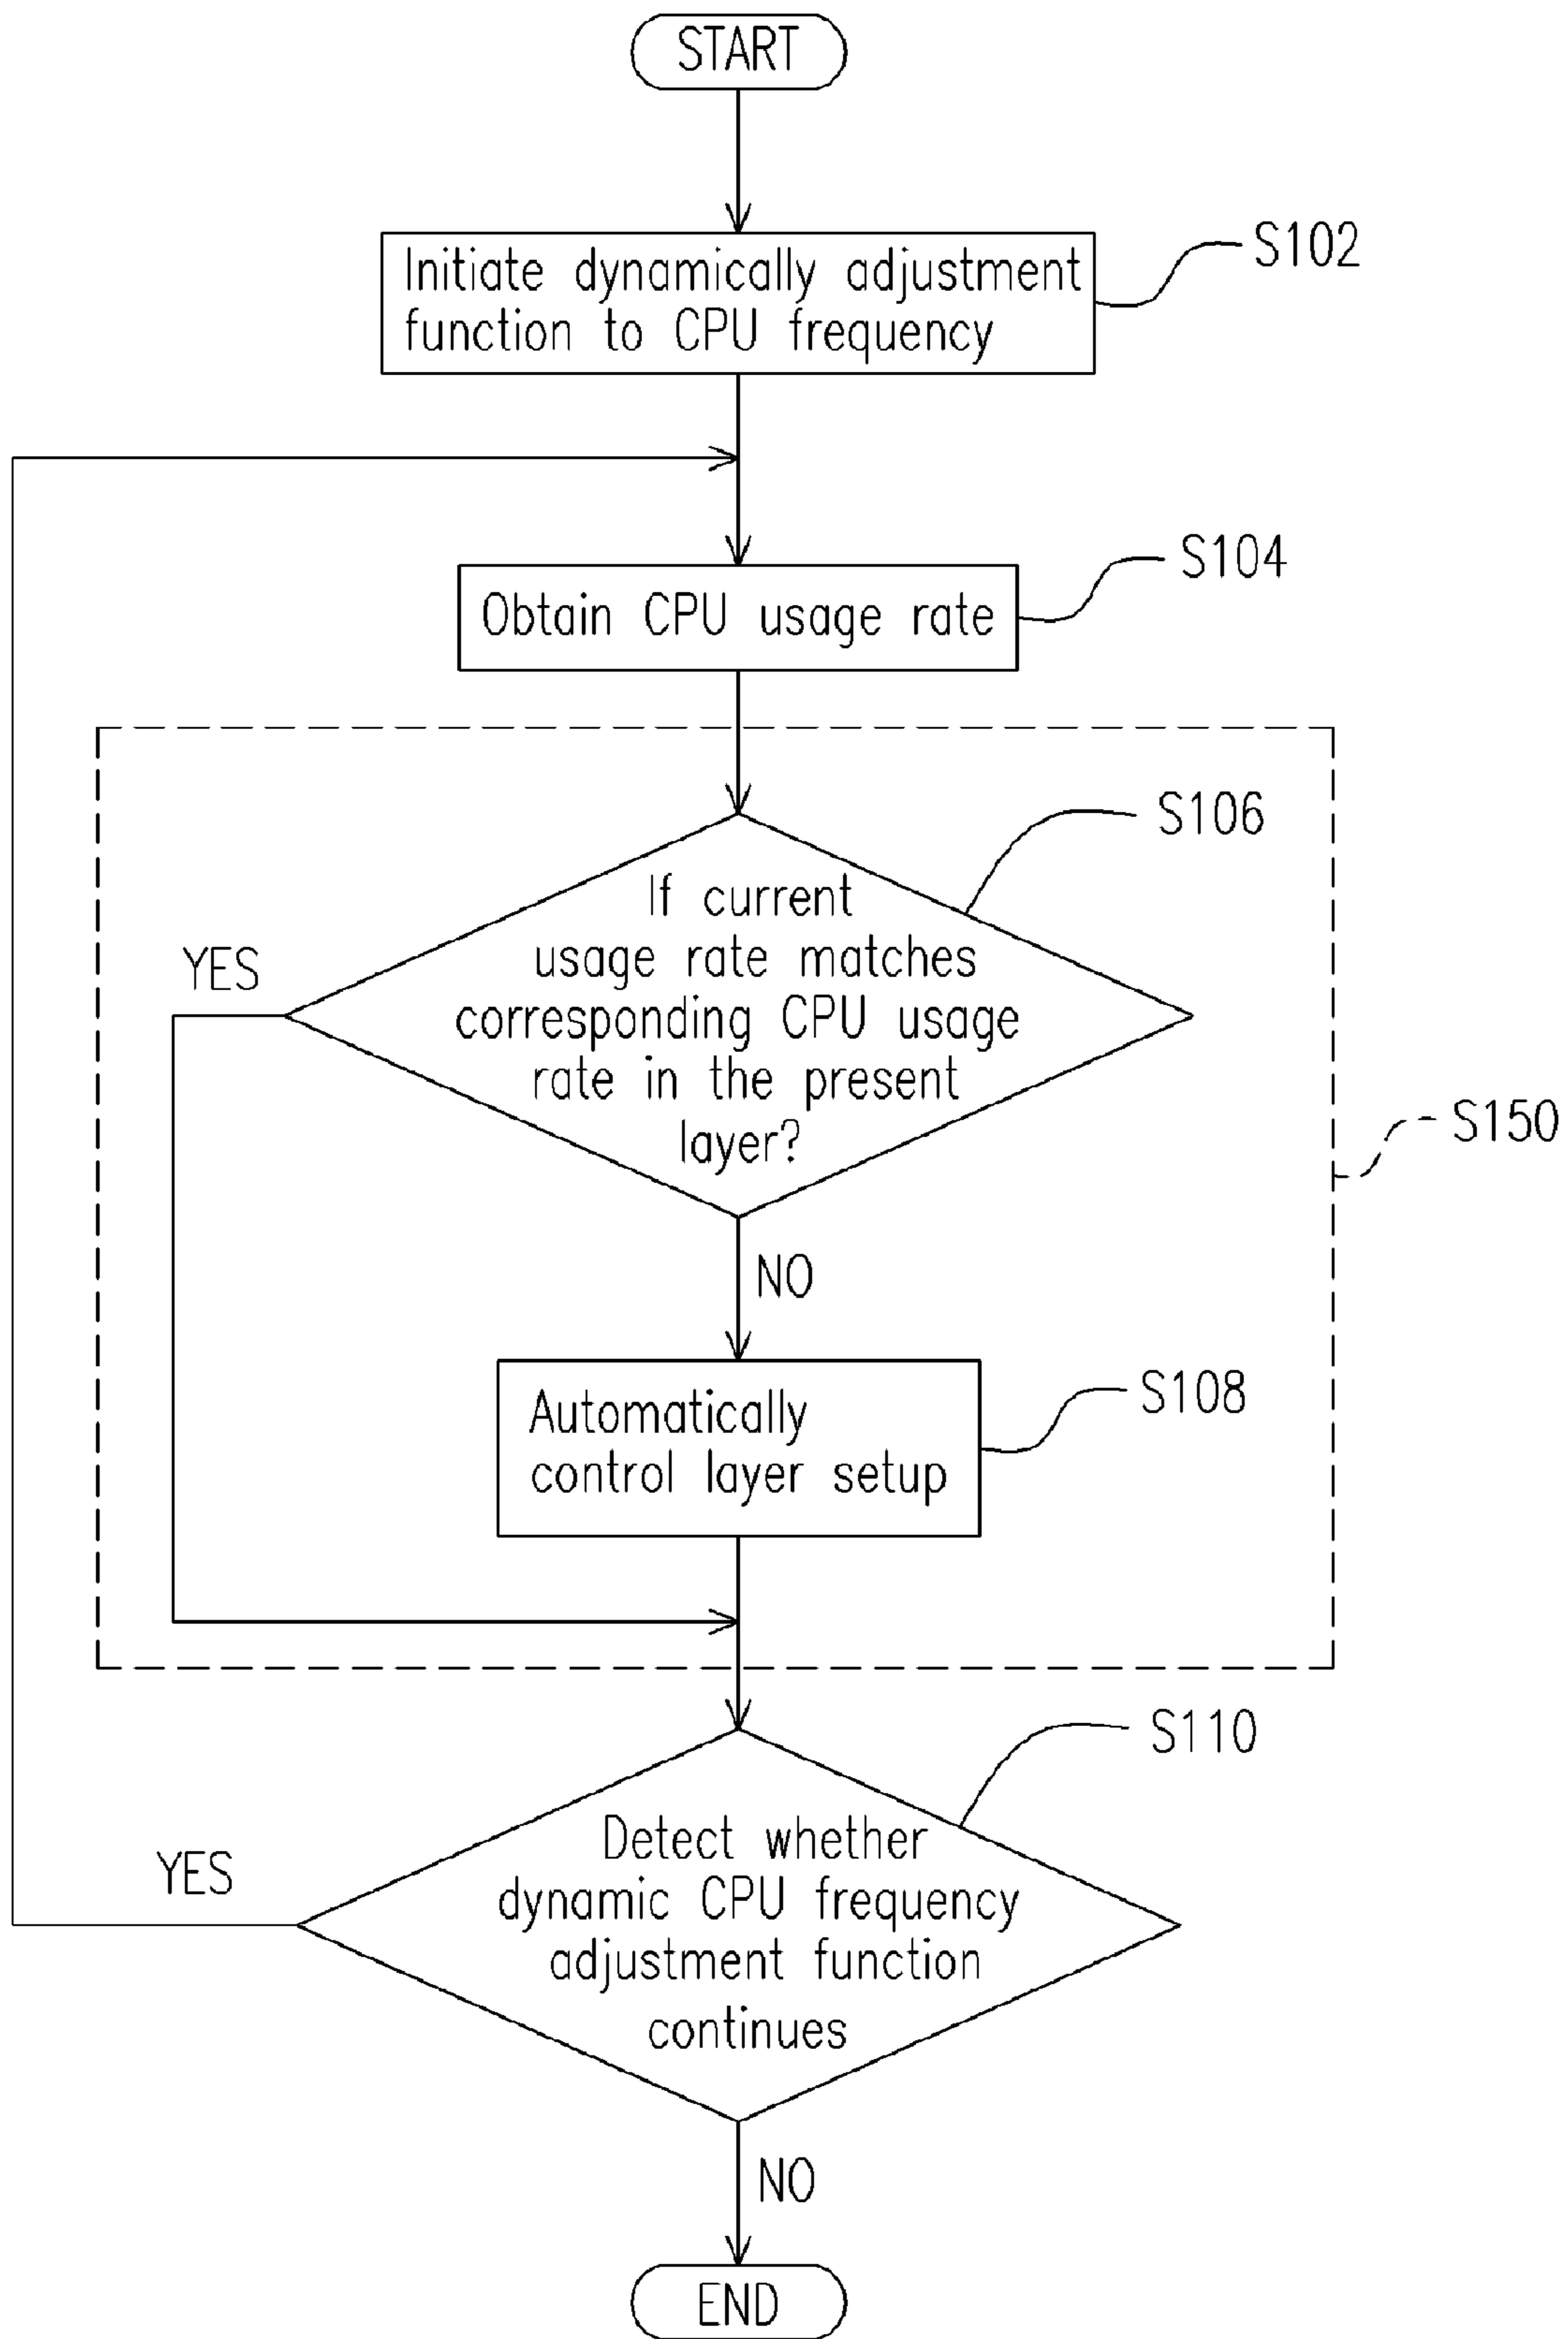 START
Initiate dynamically adjustment
function to CPU frequency
S102
Obtain CPU usage rate
S104
If current
usage rate matches
corresponding CPU usage
rate in the present
layer?
S106
YES
S150
NO
Automatically
control layer setup
S108
Detect whether
dynamic CPU frequency
adjustment function
continues
S110
YES
NO
END